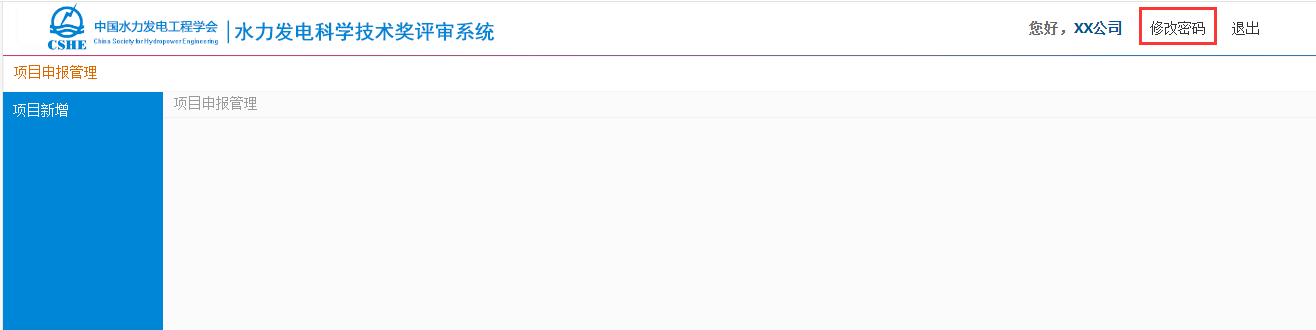 中国水力发电工程学会
China Society for Hydropower Engineering
CSHE
水力发电科学技术奖评审系统
您好，XX公司 修改密码 退出
项目申报管理
项目新增
项目申报管理